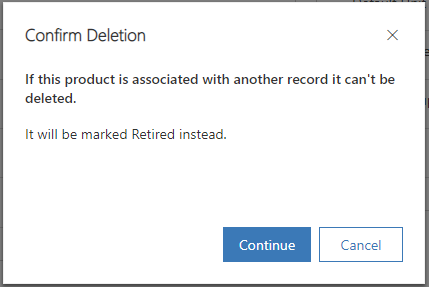 Confirm Deletion
If this product is associated with another record it can't be
deleted.
It will be marked Retired instead.
Continue
Cancel